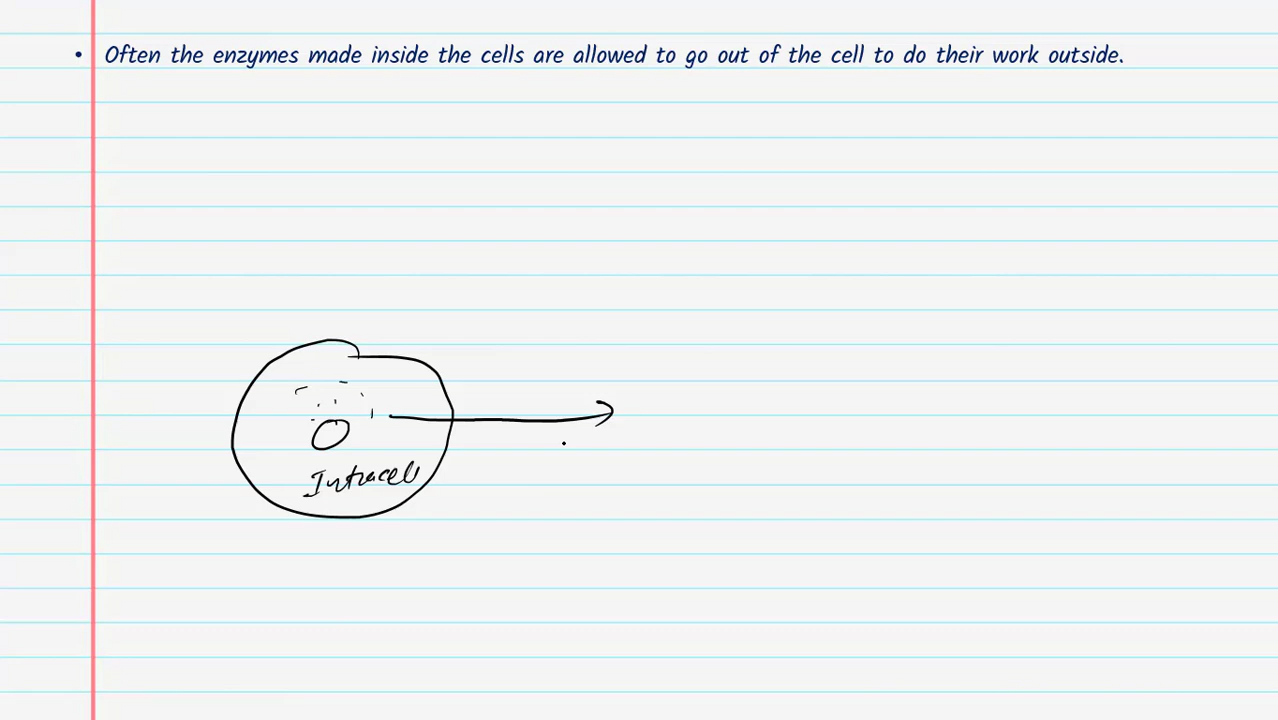 • Often the enzymes made inside the cells are allowed to go out of the cell to do their work outside.
Intracell